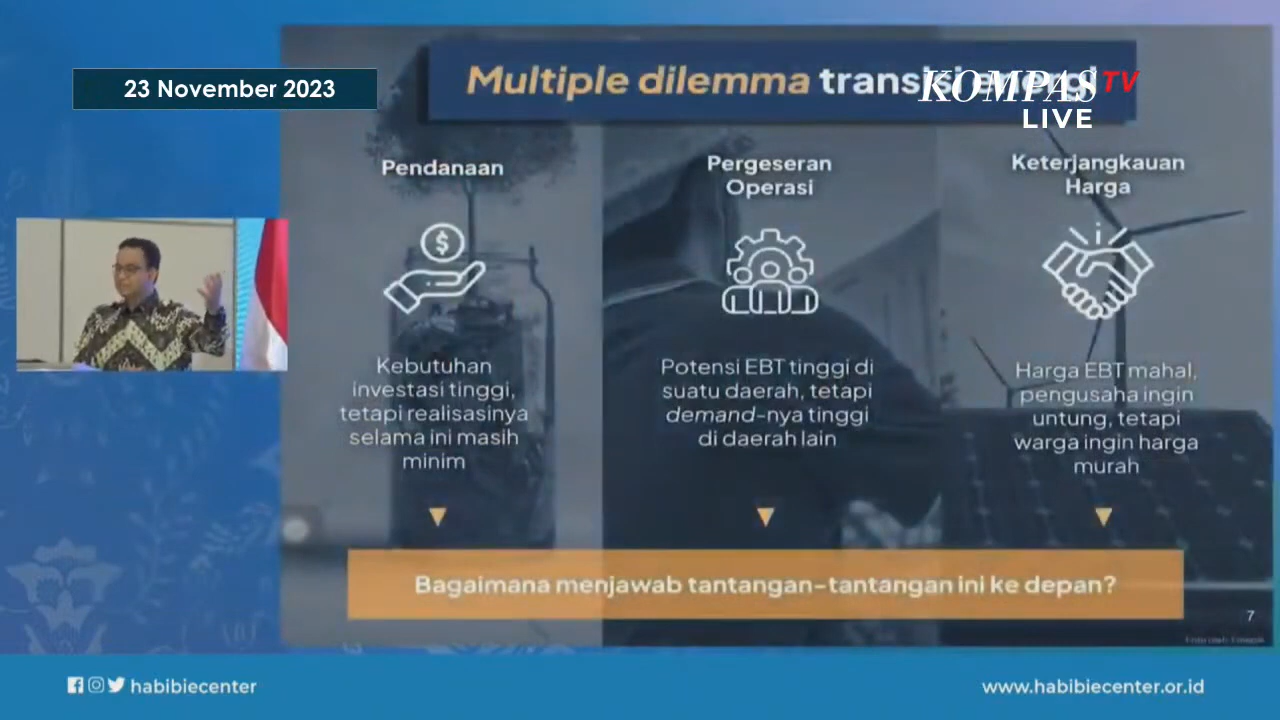 23 November 2023
Multiple dilemma transisi energi
KOMPAS TV
LIVE
Pendanaan
Kebutuhan
investasi tinggi,
tetapi realisasinya
selama ini masih
minim
Pergeseran
Operasi
Potensi EBT tinggi di
suatu daerah, tetapi
demand-nya tinggi
di daerah lain
Keterjangkauan
Harga
Harga EBT mahal,
pengusaha ingin
untung, tetapi
warga ingin harga
murah
Bagaimana menjawab tantangan-tantangan ini ke depan?
7
habibiecenter
www.habibiecenter.or.id